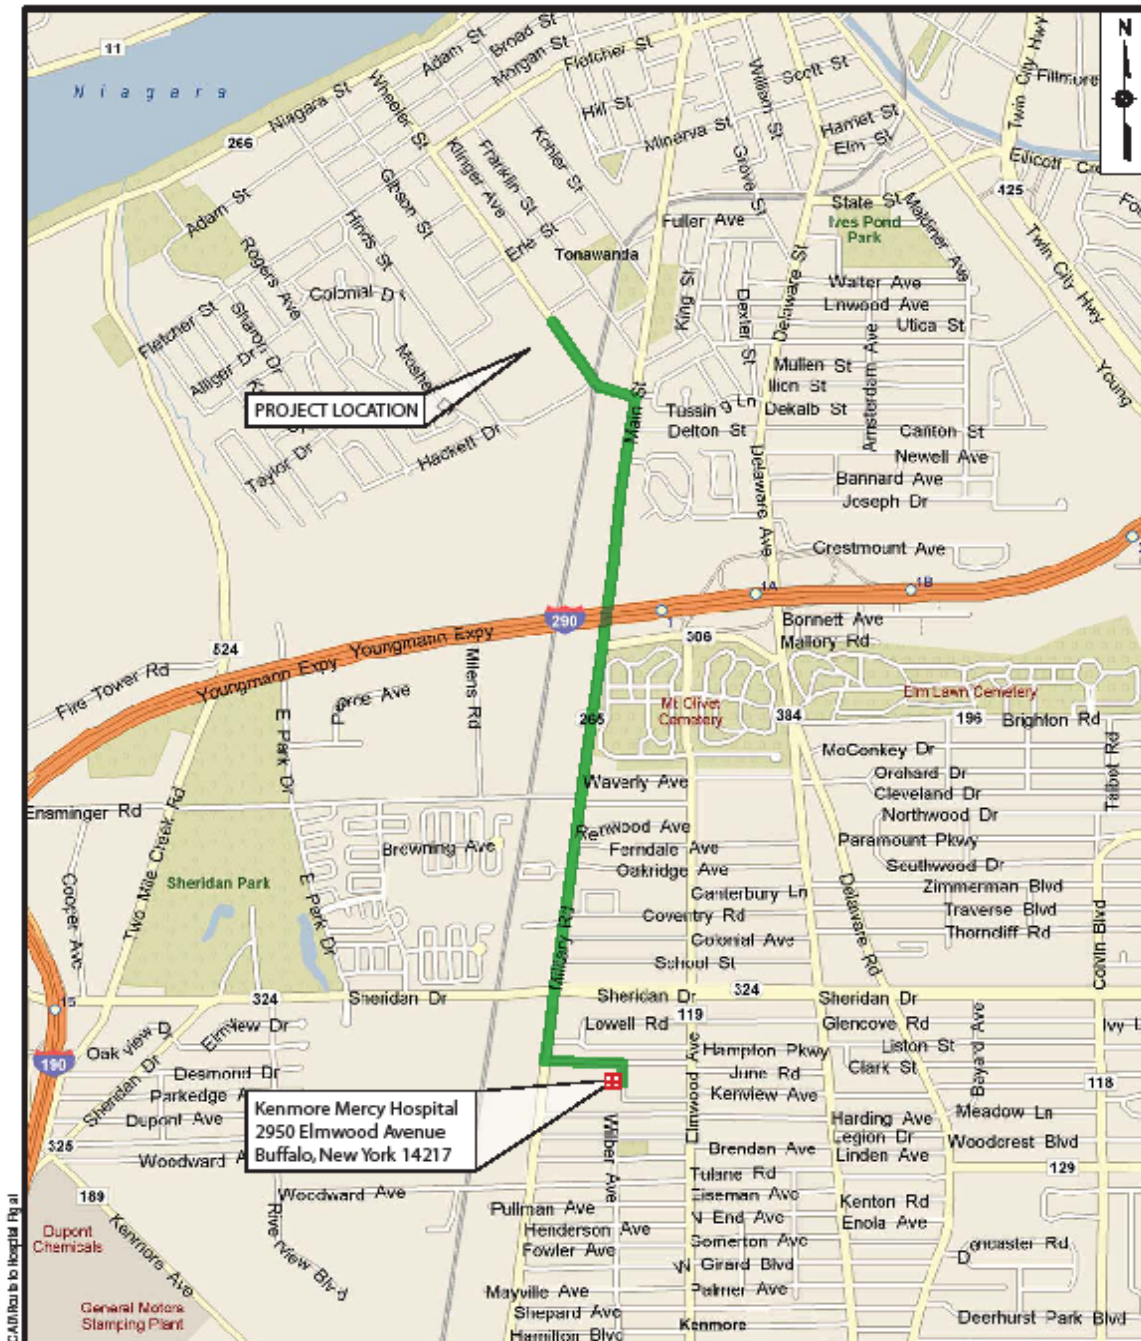 11
Niagara
266
Niagara St
Adam St
Broad St
Morgan St
Fletcher St
Wheeler St
Klinger Ave
Franklin St
Kohler St
Gibson St
Hinds St
Erie St
Hill St
Minerva St
William St
Scott St
Grove St
Elm St
Twin City Hwy
Fillmore
N
425
State St
Ives Pond
Park
Fuller Ave
Tonawanda
Adam St
Rogers Ave
Colonial Dr
Fletcher St
Sharon Dr
Alliger Dr
King St
Dexter St
Delaware St
Walter Ave
Linwood Ave
Utica St
Amsterdam Ave
Mullen St
Ilion St
Dekalb St
Twin City Hwy
Young
PROJECT LOCATION
Main St
Tussing Ln
Delton St
Canton St
Newell Ave
Bannard Ave
Joseph Dr
Hackett Dr
Taylor Dr
Delaware Ave
Crestmount Ave
1A
1B
1
290
Youngmann Expy
Youngmann Expy
Bonnett Ave
Mallory Rd
306
524
Fire Tower Rd
E Park Dr
Milens Rd
265
Mt Olivet
Cemetery
384
Elm Lawn Cemetery
196
Brighton Rd
McConkey Dr
Talbot Rd
Waverly Ave
Orchard Dr
Cleveland Dr
Northwood Dr
Ensminger Rd
Two Mile Creek Rd
Cooper Ave
Browning Ave
Renwood Ave
Ferndale Ave
Oakridge Ave
Paramount Pkwy
Southwood Dr
Sheridan Park
E Park Dr
Canterbury Ln
Coventry Rd
Colonial Ave
School St
Delaware Rd
Zimmerman Blvd
Traverse Blvd
Thorncliff Rd
Colvin Blvd
Military Rd
15
324
Sheridan Dr
Sheridan Dr
324
Sheridan Dr
119
Lowell Rd
Glencove Rd
Ivy L
190
Oakview D
Elmview Dr
Sheridan Dr
Desmond Dr
Parkedge A
Dupont Ave
Woodward A
Hampton Pkwy
June Rd
Kenview Ave
Elmwood Ave
Liston St
Clark St
Bayard Ave
118
Kenmore Mercy Hospital
2950 Elmwood Avenue
Buffalo, New York 14217
Wilber Ave
Harding Ave
Meadow Ln
Legion Dr
Woodcrest Blvd
Linden Ave
Brendan Ave
325
129
189
Woodward Ave
Riverview Blvd
Tulane Rd
Eiseman Ave
N End Ave
Somerton Ave
W Girard Blvd
Palmer Ave
Kenton Rd
Enola Ave
Pullman Ave
Henderson Ave
Fowler Ave
Kenmore Ave
Dupont
Chemicals
General Motors
Stamping Plant
Mayville Ave
Shepard Ave
Hamilton Blvd
Kenmore
Deerhurst Park Blvd